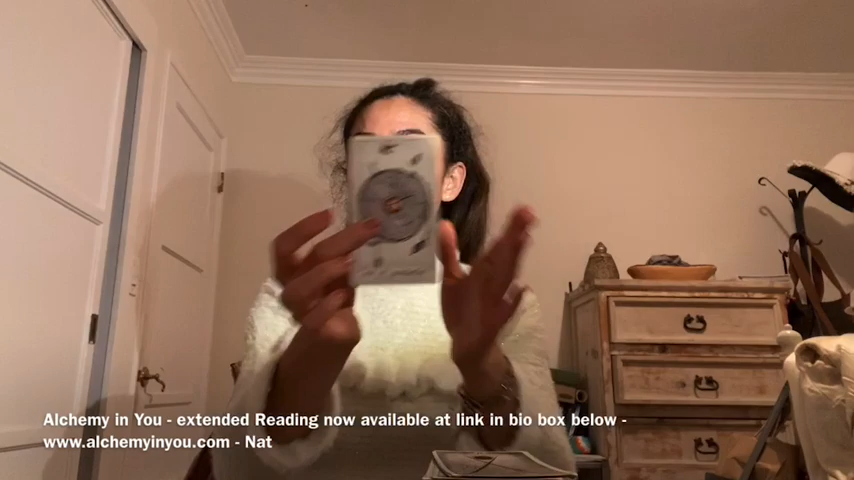 Alchemy in You - extended Reading now available at link in bio box below -
www.alchemyinyou.com - Nat